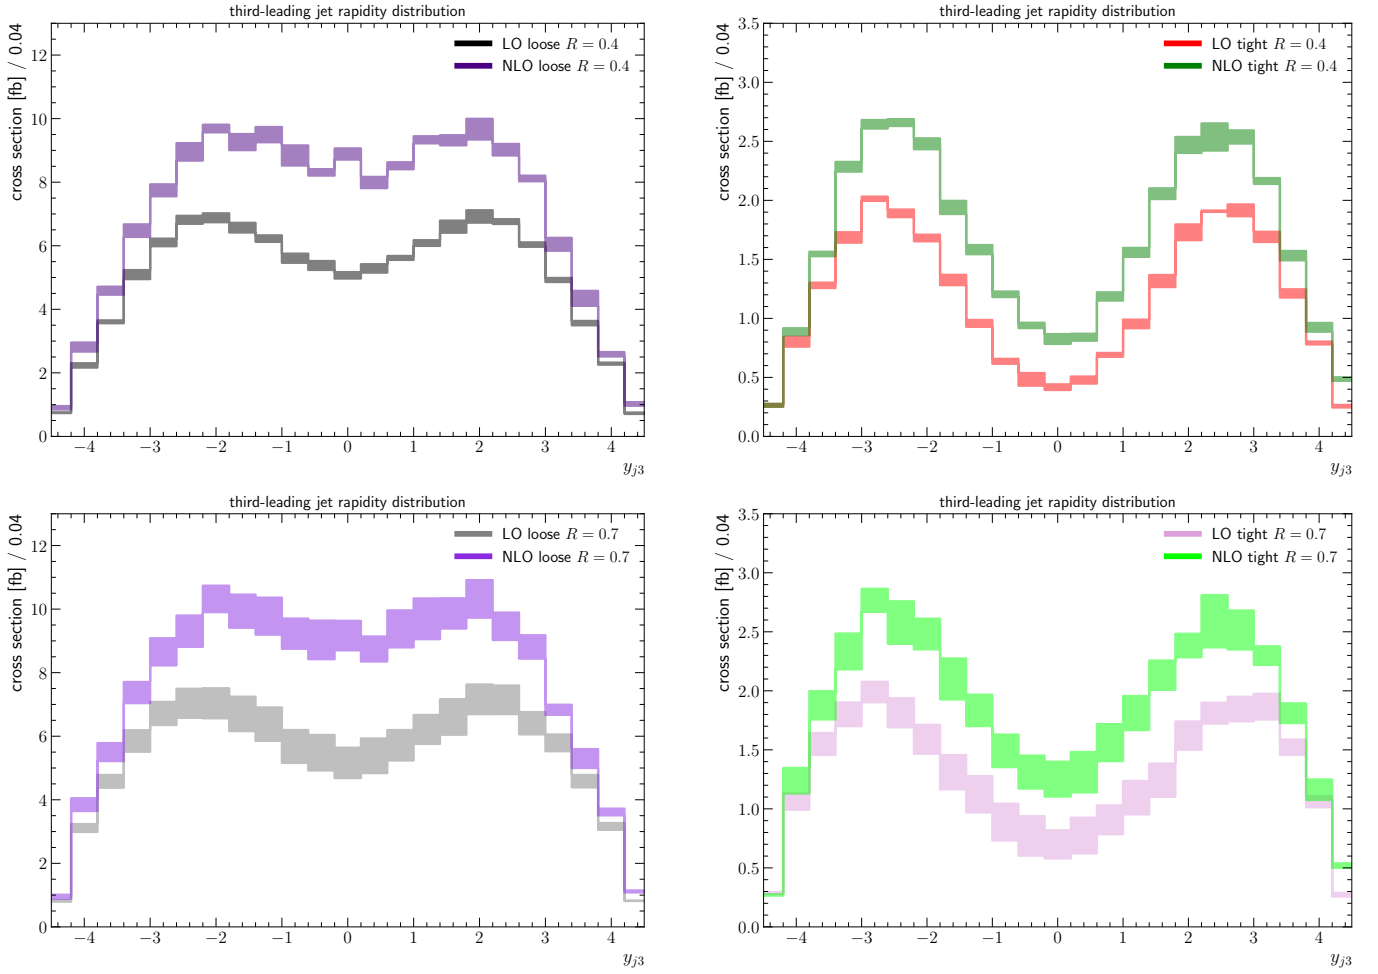 third-leading jet rapidity distribution
cross section [fb] / 0.04
LO loose R = 0.4
NLO loose R = 0.4
12
10
8
6
4
2
0
−4 −3 −2 −1 0 1 2 3 4
y_{j3}
third-leading jet rapidity distribution
cross section [fb] / 0.04
LO tight R = 0.4
NLO tight R = 0.4
3.5
3.0
2.5
2.0
1.5
1.0
0.5
0.0
−4 −3 −2 −1 0 1 2 3 4
y_{j3}
third-leading jet rapidity distribution
cross section [fb] / 0.04
LO loose R = 0.7
NLO loose R = 0.7
12
10
8
6
4
2
0
−4 −3 −2 −1 0 1 2 3 4
y_{j3}
third-leading jet rapidity distribution
cross section [fb] / 0.04
LO tight R = 0.7
NLO tight R = 0.7
3.5
3.0
2.5
2.0
1.5
1.0
0.5
0.0
−4 −3 −2 −1 0 1 2 3 4
y_{j3}